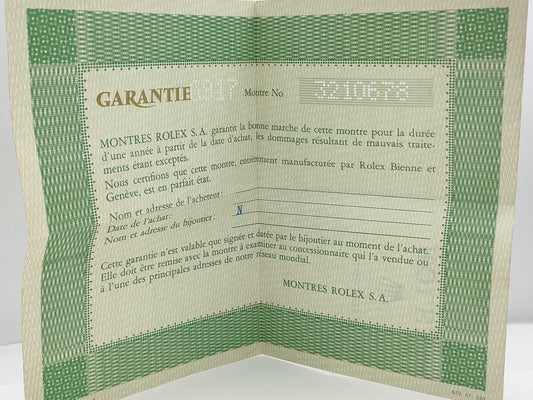 GARANTIE 6817 Montre No 3210678
MONTRES ROLEX S.A. garantit la bonne marche de cette montre pour la durée
d'une année à partir de la date d'achat, les dommages résultant de mauvais traite-
ments étant exceptés.
Nous certifions que cette montre, entièrement manufacturée par Rolex Bienne et
Genève, est en parfait état.
Nom et adresse de l'acheteur:
Date de l'achat:
Nom et adresse du bijoutier: N
Cette garantie n'est valable que signée et datée par le bijoutier au moment de l'achat.
Elle doit être remise avec la montre à examiner au concessionnaire qui l'a vendue ou
à l'une des principales adresses de notre réseau mondial.
MONTRES ROLEX S.A.